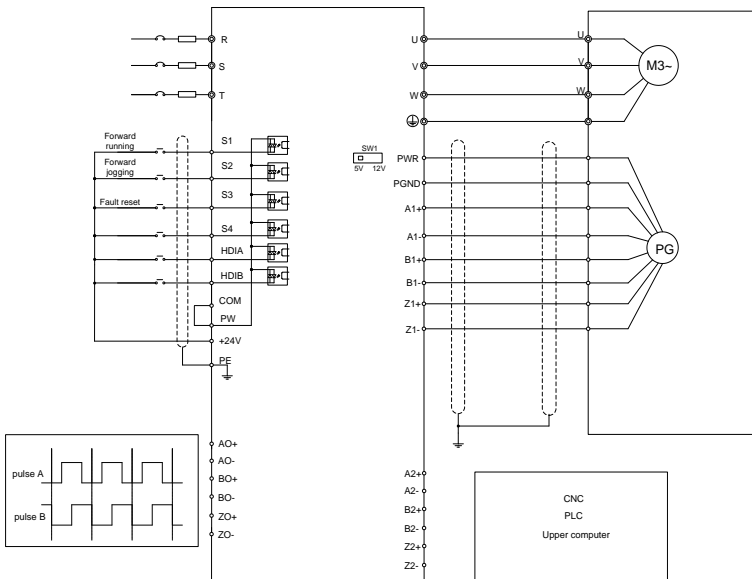 R
S
T
U
V
W
U
V
W
M3~
Forward
running
Forward
jogging
Fault reset
S1
S2
S3
S4
HDIA
HDIB
COM
PW
+24V
PE
SW1
5V 12V
PWR
PGND
A1+
A1-
B1+
B1-
Z1+
Z1-
PG
pulse A
pulse B
AO+
AO-
BO+
BO-
ZO+
ZO-
A2+
A2-
B2+
B2-
Z2+
Z2-
CNC
PLC
Upper computer